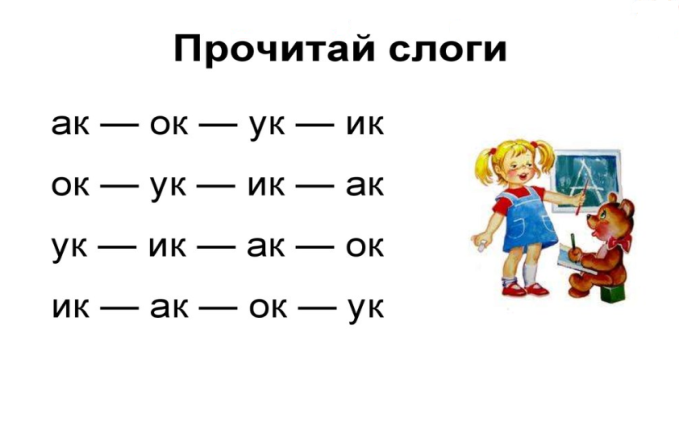 Прочитай слоги
ак — ок — ук — ик
ок — ук — ик — ак
ук — ик — ак — ок
ик — ак — ок — ук
А